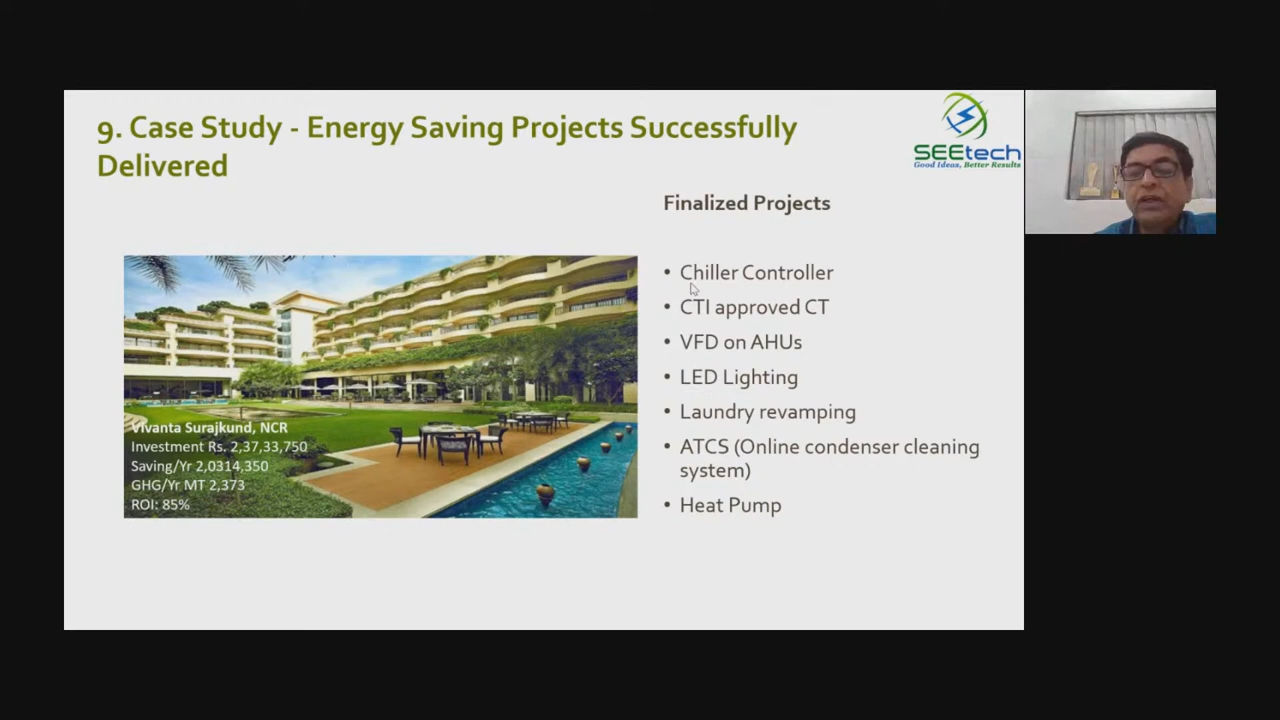 9. Case Study - Energy Saving Projects Successfully
Delivered
SEEtech
Good Ideas, Better Results
Finalized Projects
• Chiller Controller
• CTI approved CT
• VFD on AHUs
• LED Lighting
• Laundry revamping
• ATCS (Online condenser cleaning
system)
• Heat Pump
Vivanta Surajkund, NCR
Investment Rs. 2,37,33,750
Saving/Yr 2,0314,350
GHG/Yr MT 2,373
ROI: 85%